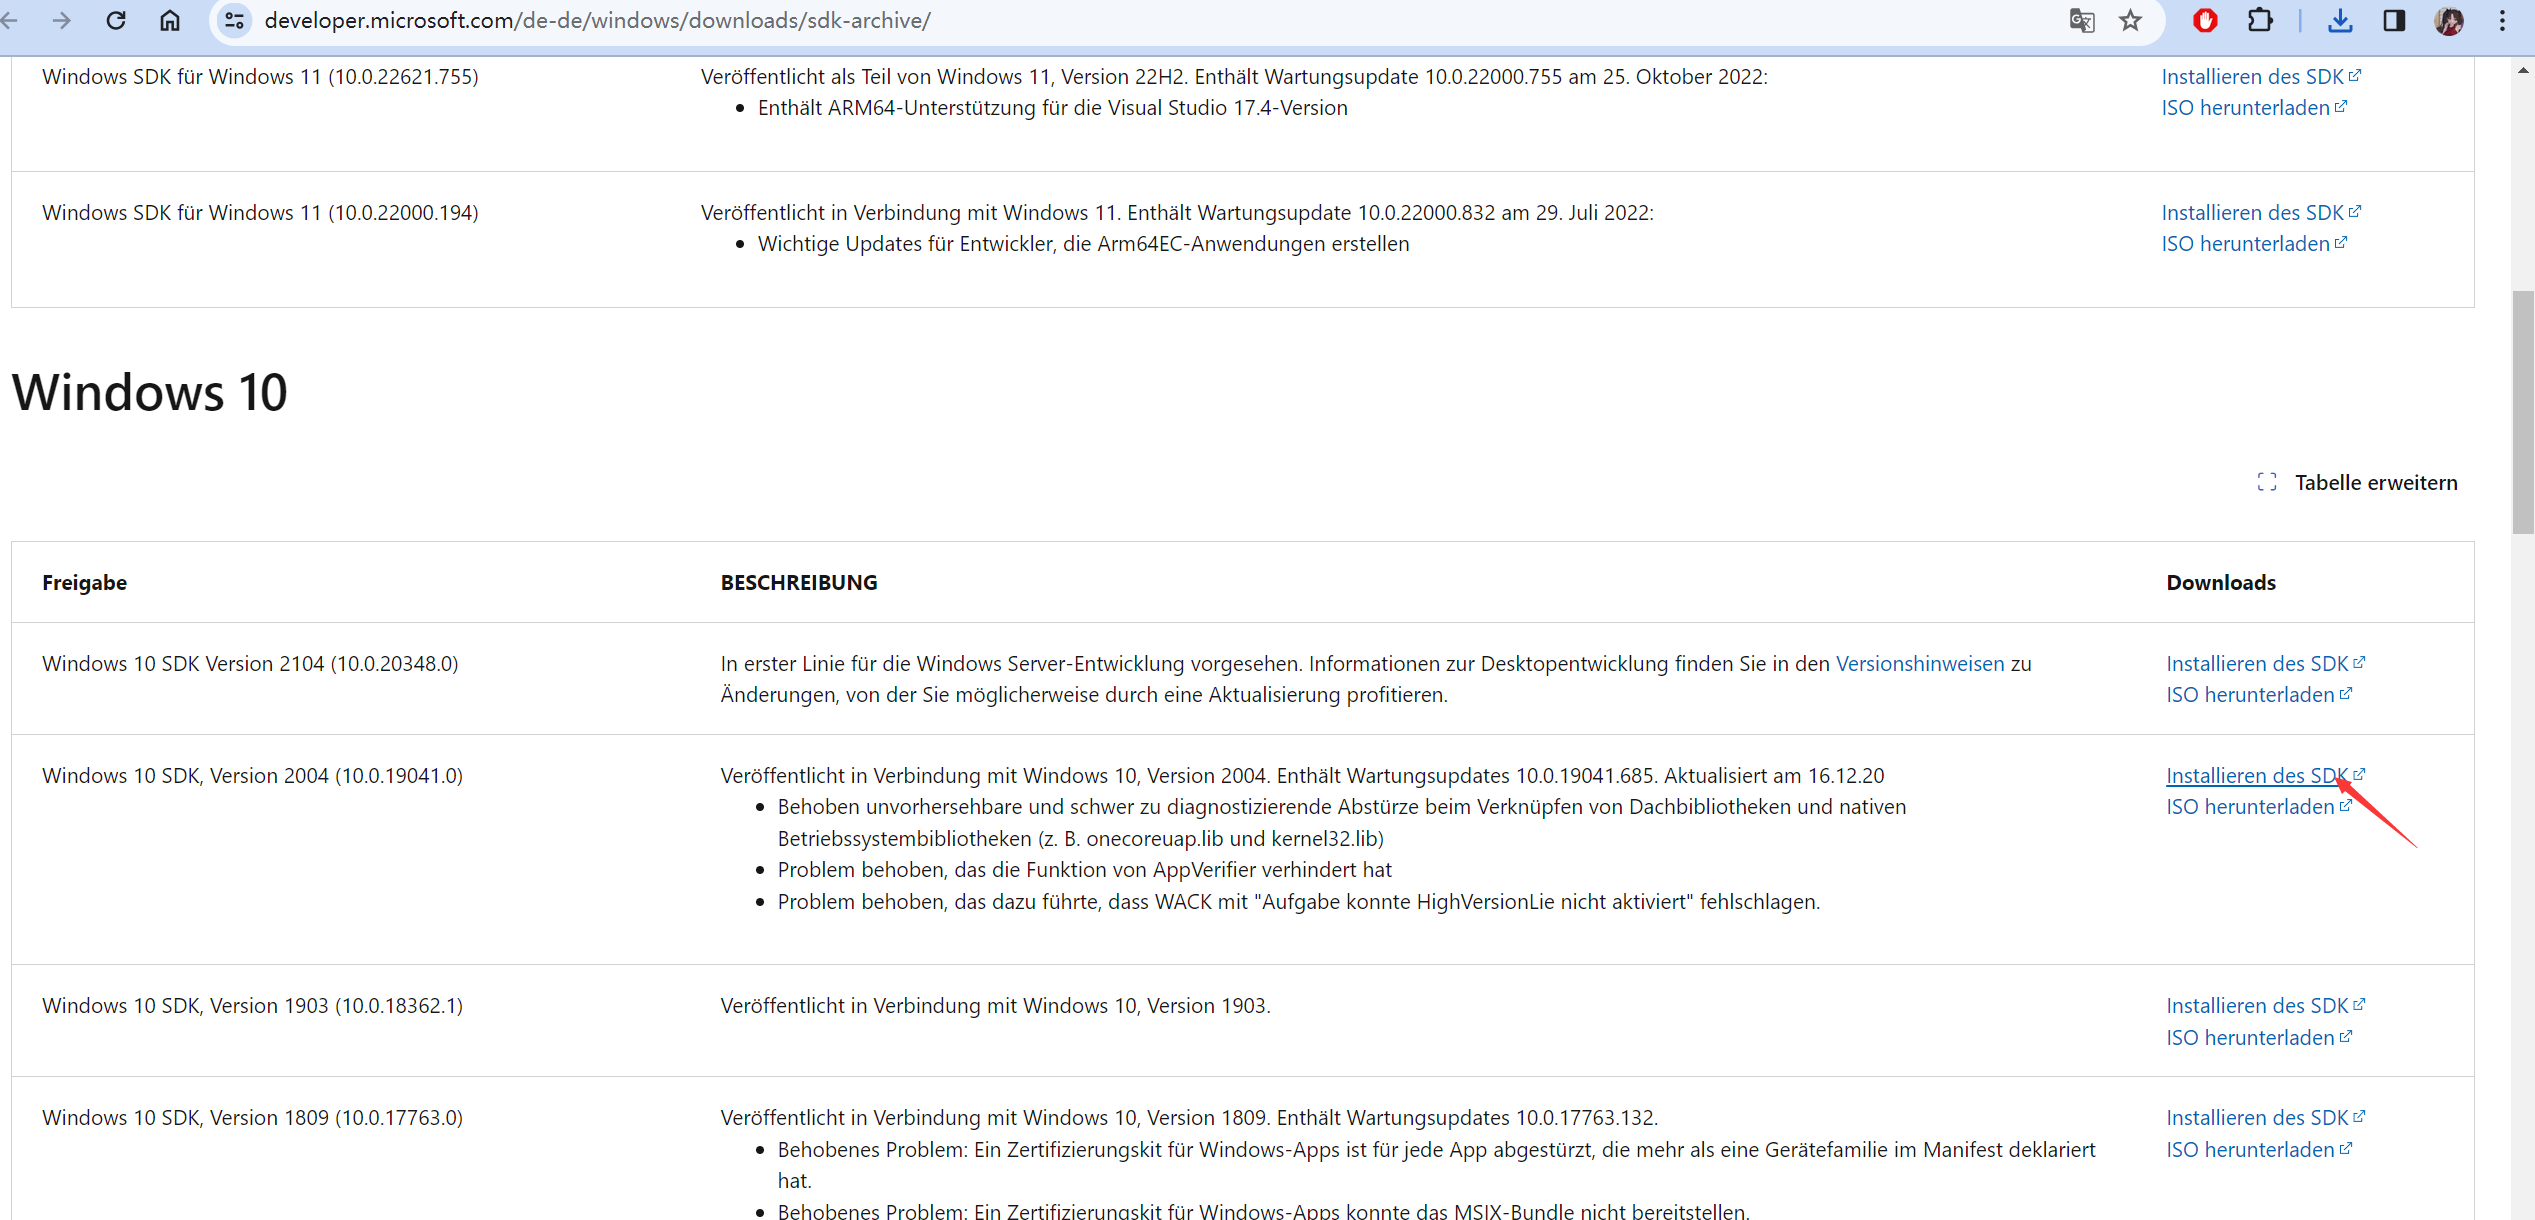 developer.microsoft.com/de-de/windows/downloads/sdk-archive/
Windows SDK für Windows 11 (10.0.22621.755)
Veröffentlicht als Teil von Windows 11, Version 22H2. Enthält Wartungsupdate 10.0.22000.755 am 25. Oktober 2022:
• Enthält ARM64-Unterstützung für die Visual Studio 17.4-Version
Installieren des SDK
ISO herunterladen
Windows SDK für Windows 11 (10.0.22000.194)
Veröffentlicht in Verbindung mit Windows 11. Enthält Wartungsupdate 10.0.22000.832 am 29. Juli 2022:
• Wichtige Updates für Entwickler, die Arm64EC-Anwendungen erstellen
Installieren des SDK
ISO herunterladen
Windows 10
Tabelle erweitern
Freigabe
BESCHREIBUNG
Downloads
Windows 10 SDK Version 2104 (10.0.20348.0)
In erster Linie für die Windows Server-Entwicklung vorgesehen. Informationen zur Desktopentwicklung finden Sie in den Versionshinweisen zu
Änderungen, von der Sie möglicherweise durch eine Aktualisierung profitieren.
Installieren des SDK
ISO herunterladen
Windows 10 SDK, Version 2004 (10.0.19041.0)
Veröffentlicht in Verbindung mit Windows 10, Version 2004. Enthält Wartungsupdates 10.0.19041.685. Aktualisiert am 16.12.20
• Behoben unvorhersehbare und schwer zu diagnostizierende Abstürze beim Verknüpfen von Dachbibliotheken und nativen
Betriebssystembibliotheken (z. B. onecoreuap.lib und kernel32.lib)
• Problem behoben, das die Funktion von AppVerifier verhindert hat
• Problem behoben, das dazu führte, dass WACK mit "Aufgabe konnte HighVersionLie nicht aktiviert" fehlschlagen.
Installieren des SDK
ISO herunterladen
Windows 10 SDK, Version 1903 (10.0.18362.1)
Veröffentlicht in Verbindung mit Windows 10, Version 1903.
Installieren des SDK
ISO herunterladen
Windows 10 SDK, Version 1809 (10.0.17763.0)
Veröffentlicht in Verbindung mit Windows 10, Version 1809. Enthält Wartungsupdates 10.0.17763.132.
• Behobenes Problem: Ein Zertifizierungskit für Windows-Apps ist für jede App abgestürzt, die mehr als eine Gerätefamilie im Manifest deklariert
hat.
• Behobenes Problem: Ein Zertifizierungskit für Windows-Apps konnte das MSIX-Bundle nicht bereitstellen.
Installieren des SDK
ISO herunterladen